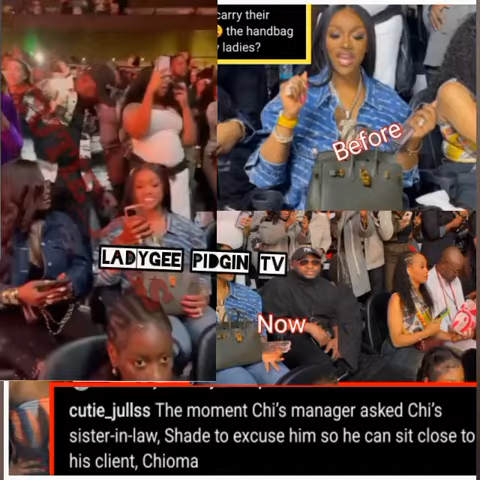 carry their
the handbag
ladies?
Before
LADYGEE PIDGIN TV
Now
cutie_jullss The moment Chi's manager asked Chi's
sister-in-law, Shade to excuse him so he can sit close to
his client, Chioma